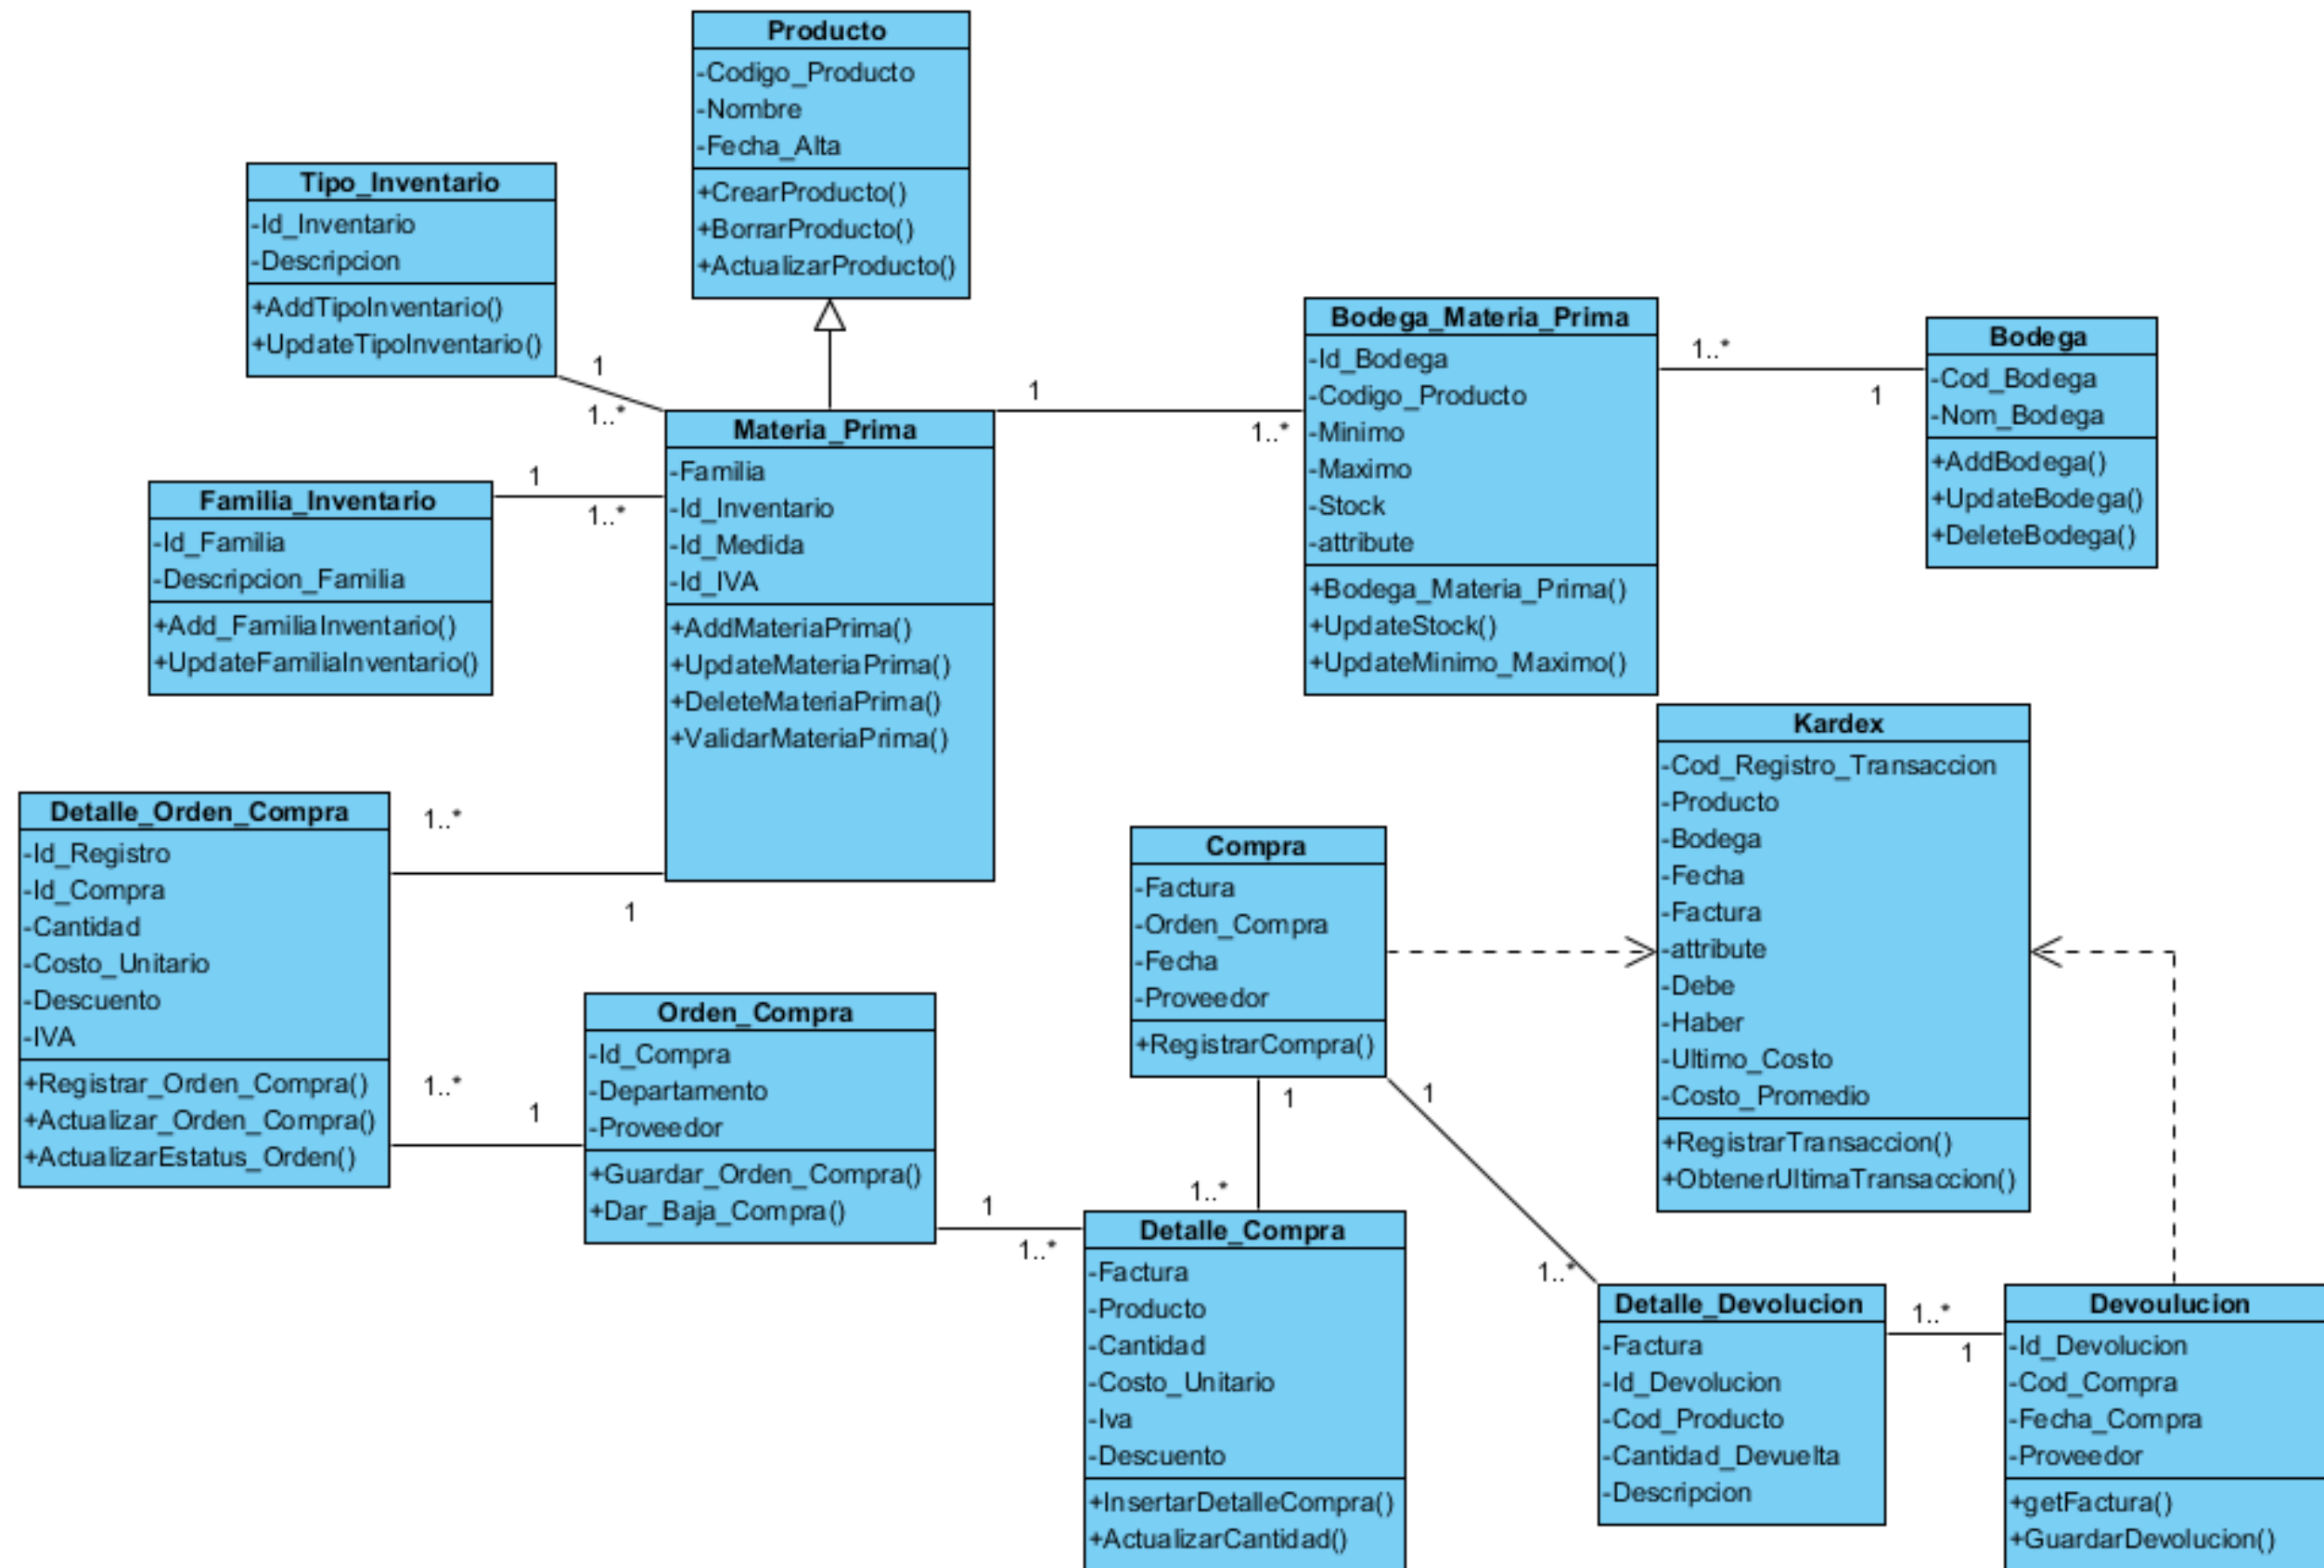 Producto
-Codigo_Producto
-Nombre
-Fecha_Alta
+CrearProducto()
+BorrarProducto()
+ActualizarProducto()
Tipo_Inventario
-Id_Inventario
-Descripcion
+AddTipoInventario()
+UpdateTipoInventario()
1
1..*
Familia_Inventario
-Id_Familia
-Descripcion_Familia
+Add_FamiliaInventario()
+UpdateFamiliaInventario()
1
1..*
Materia_Prima
-Familia
-Id_Inventario
-Id_Medida
-Id_IVA
+AddMateriaPrima()
+UpdateMateriaPrima()
+DeleteMateriaPrima()
+ValidarMateriaPrima()
1
1..*
Bodega_Materia_Prima
-Id_Bodega
-Codigo_Producto
-Minimo
-Maximo
-Stock
-attribute
+Bodega_Materia_Prima()
+UpdateStock()
+UpdateMinimo_Maximo()
1..*
1
Bodega
-Cod_Bodega
-Nom_Bodega
+AddBodega()
+UpdateBodega()
+DeleteBodega()
Detalle_Orden_Compra
-Id_Registro
-Id_Compra
-Cantidad
-Costo_Unitario
-Descuento
-IVA
+Registrar_Orden_Compra()
+Actualizar_Orden_Compra()
+ActualizarEstatus_Orden()
1..*
1
1..*
1
Orden_Compra
-Id_Compra
-Departamento
-Proveedor
+Guardar_Orden_Compra()
+Dar_Baja_Compra()
1
1..*
Compra
-Factura
-Orden_Compra
-Fecha
-Proveedor
+RegistrarCompra()
1
1..*
1
1..*
Kardex
-Cod_Registro_Transaccion
-Producto
-Bodega
-Fecha
-Factura
-attribute
-Debe
-Haber
-Ultimo_Costo
-Costo_Promedio
+RegistrarTransaccion()
+ObtenerUltimaTransaccion()
Detalle_Compra
-Factura
-Producto
-Cantidad
-Costo_Unitario
-Iva
-Descuento
+InsertarDetalleCompra()
+ActualizarCantidad()
Detalle_Devolucion
-Factura
-Id_Devolucion
-Cod_Producto
-Cantidad_Devuelta
-Descripcion
1..*
1
Devoulucion
-Id_Devolucion
-Cod_Compra
-Fecha_Compra
-Proveedor
+getFactura()
+GuardarDevolucion()